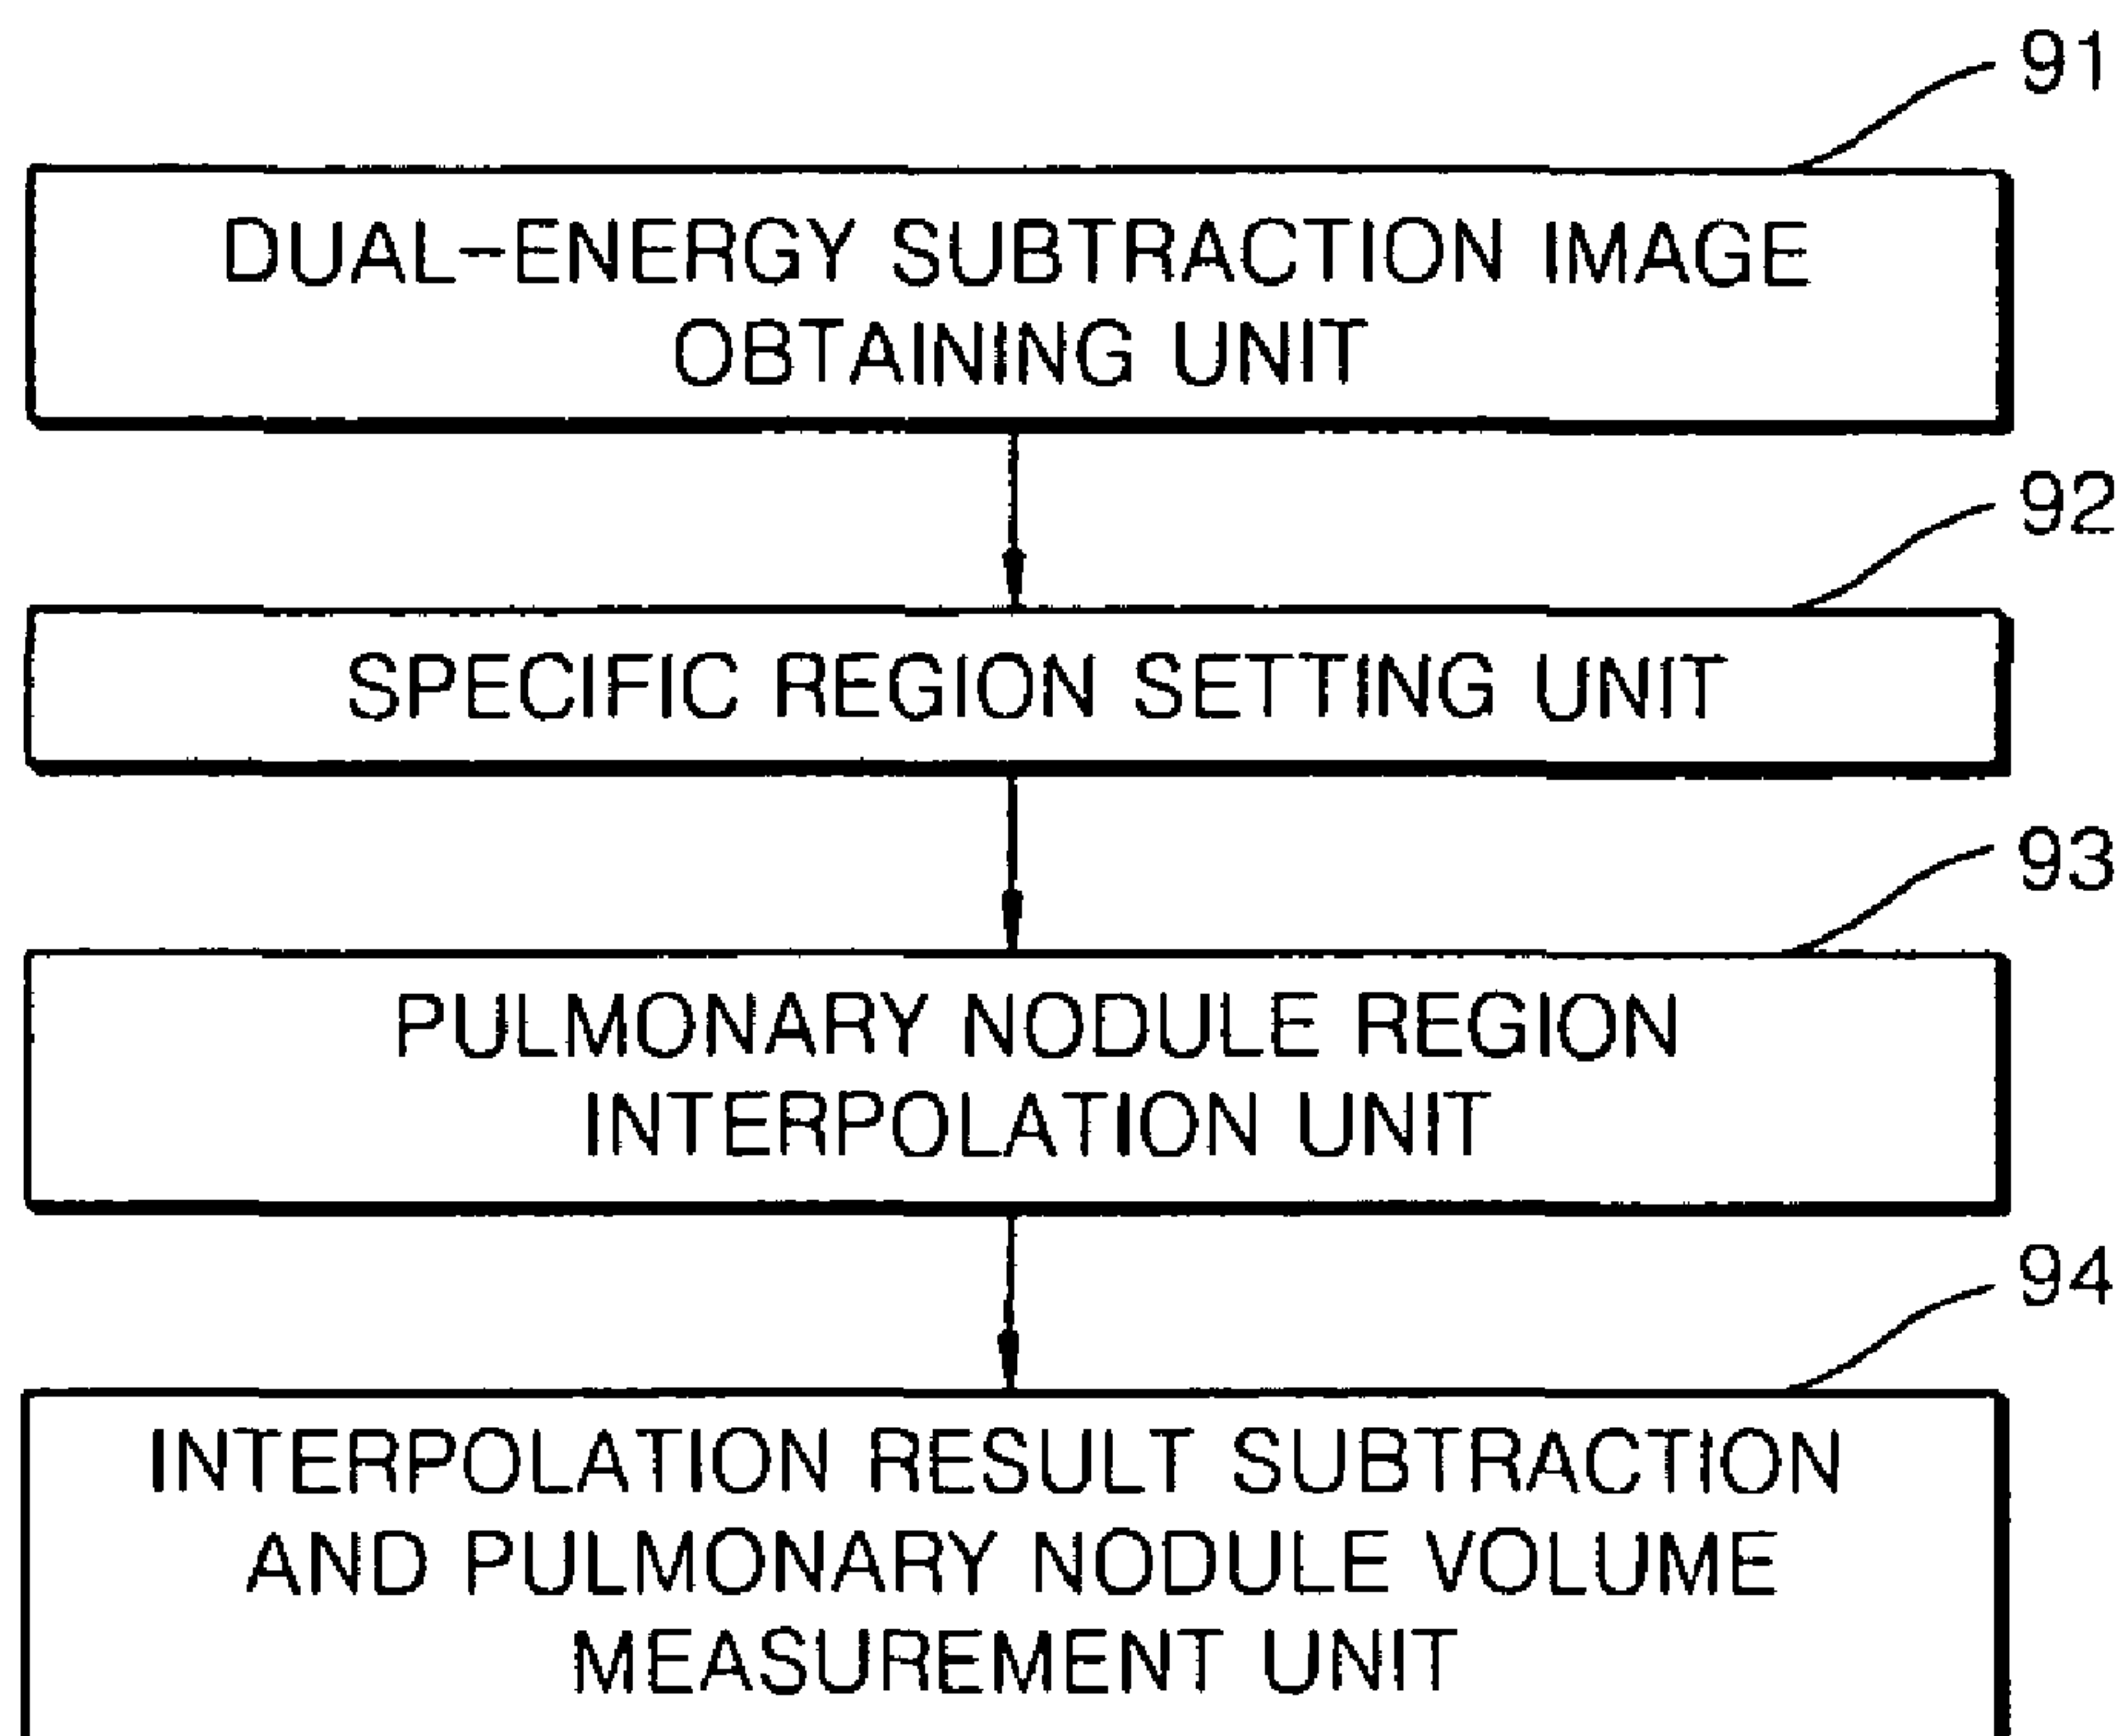 91
DUAL-ENERGY SUBTRACTION IMAGE
OBTAINING UNIT
92
SPECIFIC REGION SETTING UNIT
93
PULMONARY NODULE REGION
INTERPOLATION UNIT
94
INTERPOLATION RESULT SUBTRACTION
AND PULMONARY NODULE VOLUME
MEASUREMENT UNIT